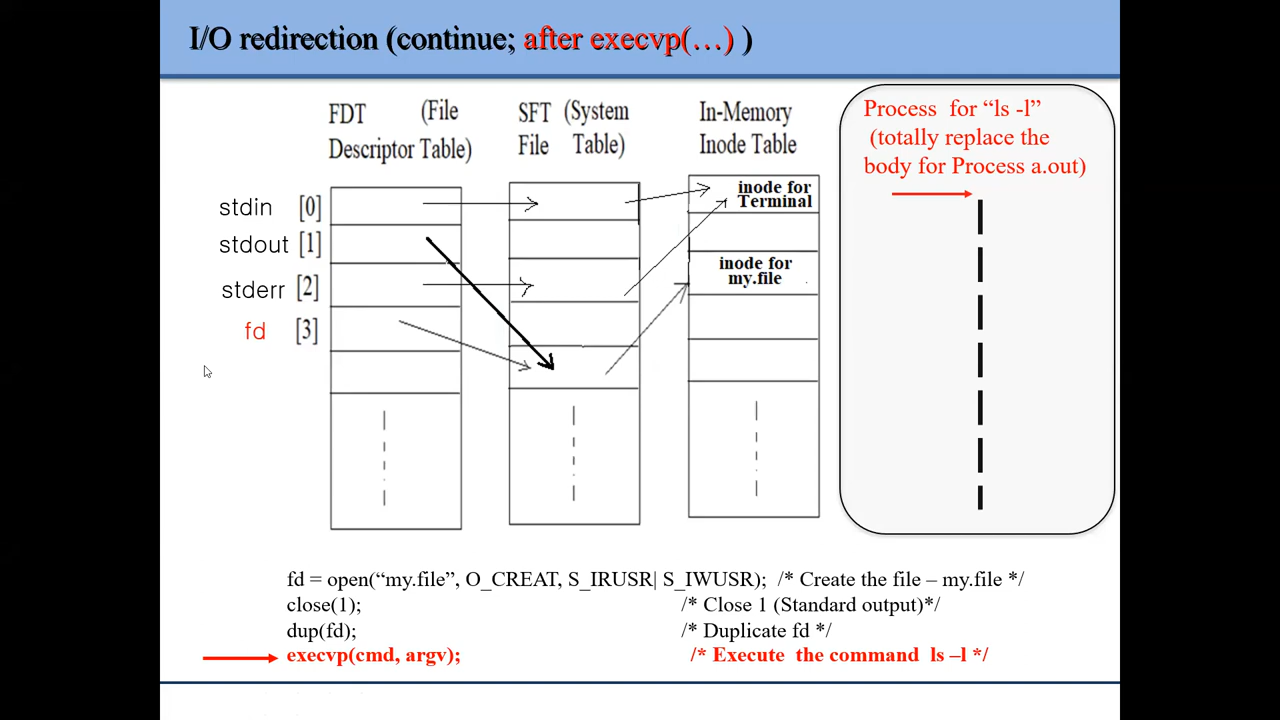 I/O redirection (continue; after execvp(…) )
FDT (File
Descriptor Table)
SFT (System
File Table)
In-Memory
Inode Table
Process for “ls -l”
(totally replace the
body for Process a.out)
stdin [0]
stdout [1]
stderr [2]
fd [3]
inode for
Terminal
inode for
my.file
fd = open(“my.file”, O_CREAT, S_IRUSR| S_IWUSR); /* Create the file – my.file */
close(1); /* Close 1 (Standard output)*/
dup(fd); /* Duplicate fd */
execvp(cmd, argv); /* Execute the command ls –l */